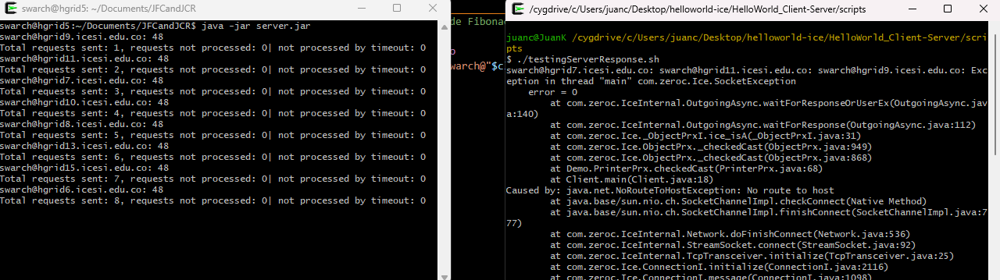 swarch@hgrid5: ~/Documents/JFCandJCR
swarch@hgrid5:~/Documents/JFCandJCR$ java -jar server.jar
swarch@hgrid9.icesi.edu.co: 48
Total requests sent: 1, requests not processed: 0| not processed by timeout: 0
swarch@hgrid11.icesi.edu.co: 48
Total requests sent: 2, requests not processed: 0| not processed by timeout: 0
swarch@hgrid7.icesi.edu.co: 48
Total requests sent: 3, requests not processed: 0| not processed by timeout: 0
swarch@hgrid10.icesi.edu.co: 48
Total requests sent: 4, requests not processed: 0| not processed by timeout: 0
swarch@hgrid8.icesi.edu.co: 48
Total requests sent: 5, requests not processed: 0| not processed by timeout: 0
swarch@hgrid13.icesi.edu.co: 48
Total requests sent: 6, requests not processed: 0| not processed by timeout: 0
swarch@hgrid15.icesi.edu.co: 48
Total requests sent: 7, requests not processed: 0| not processed by timeout: 0
swarch@hgrid6.icesi.edu.co: 48
Total requests sent: 8, requests not processed: 0| not processed by timeout: 0
de Fibonac
o
warch@"$c
/cygdrive/c/Users/juanc/Desktop/helloworld-ice/HelloWorld_Client-Server/scripts
juanc@JuanK /cygdrive/c/Users/juanc/Desktop/helloworld-ice/HelloWorld_Client-Server/scri
pts
$ ./testingServerResponse.sh
swarch@hgrid7.icesi.edu.co: swarch@hgrid11.icesi.edu.co: swarch@hgrid9.icesi.edu.co: Exc
eption in thread "main" com.zeroc.Ice.SocketException
error = 0
at com.zeroc.IceInternal.OutgoingAsync.waitForResponseOrUserEx(OutgoingAsync.jav
a:140)
at com.zeroc.IceInternal.OutgoingAsync.waitForResponse(OutgoingAsync.java:112)
at com.zeroc.Ice._ObjectPrxI.ice_isA(_ObjectPrxI.java:31)
at com.zeroc.Ice.ObjectPrx._checkedCast(ObjectPrx.java:949)
at com.zeroc.Ice.ObjectPrx._checkedCast(ObjectPrx.java:868)
at Demo.PrinterPrx.checkedCast(PrinterPrx.java:68)
at Client.main(Client.java:18)
Caused by: java.net.NoRouteToHostException: No route to host
at java.base/sun.nio.ch.SocketChannelImpl.checkConnect(Native Method)
at java.base/sun.nio.ch.SocketChannelImpl.finishConnect(SocketChannelImpl.java:7
77)
at com.zeroc.IceInternal.Network.doFinishConnect(Network.java:536)
at com.zeroc.IceInternal.StreamSocket.connect(StreamSocket.java:92)
at com.zeroc.IceInternal.TcpTransceiver.initialize(TcpTransceiver.java:25)
at com.zeroc.Ice.ConnectionI.initialize(ConnectionI.java:2116)
at com.zeroc.Ice.ConnectionI.message(ConnectionI.java:1098)